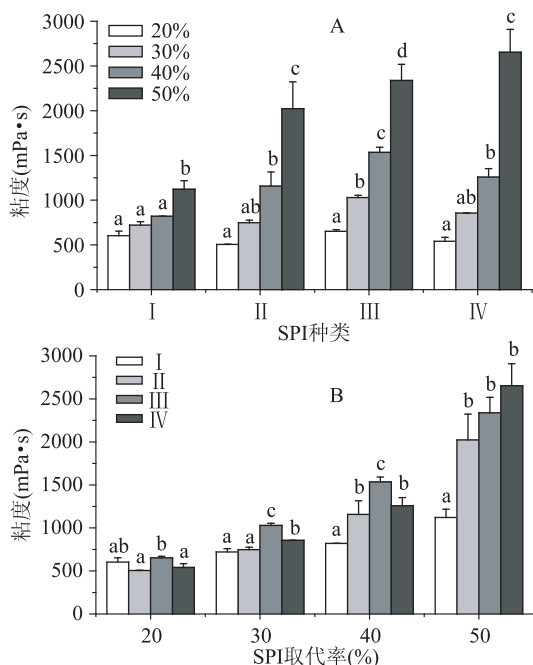 3000
2500
2000
1500
1000
500
0
粘度(mPa•s)
20%
30%
40%
50%
A
a a a b
a ab b c
a b c d
a ab b c
I II III IV
SPI种类
3000
2500
2000
1500
1000
500
0
粘度(mPa•s)
I
II
III
IV
B
ab a b a
a a c b
a b c b
a b b b
20 30 40 50
SPI取代率(%)